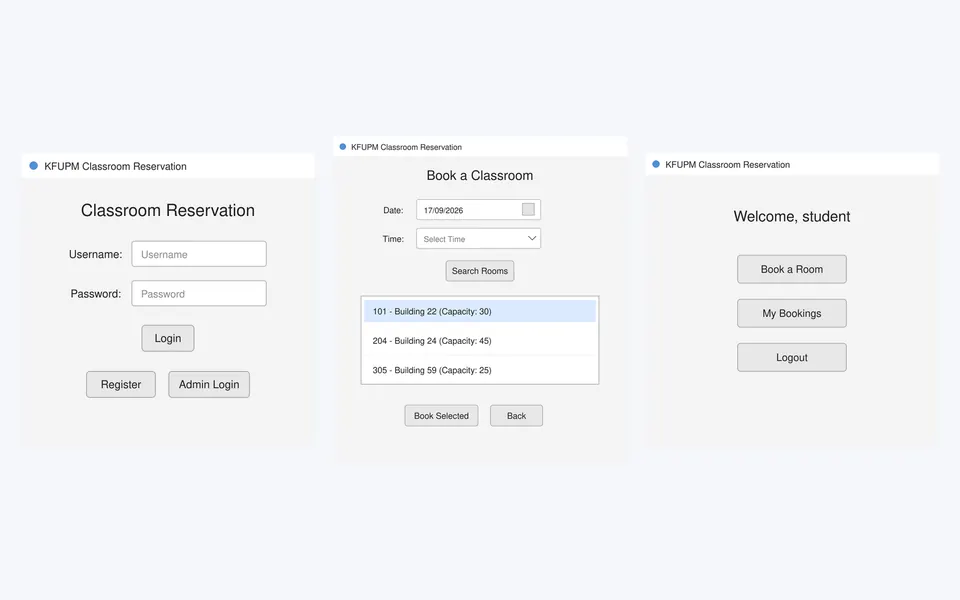 KFUPM Classroom Reservation
Classroom Reservation
Username: Username
Password: Password
Login
Register Admin Login
KFUPM Classroom Reservation
Book a Classroom
Date: 17/09/2026
Time: Select Time
Search Rooms
101 - Building 22 (Capacity: 30)
204 - Building 24 (Capacity: 45)
305 - Building 59 (Capacity: 25)
Book Selected Back
KFUPM Classroom Reservation
Welcome, student
Book a Room
My Bookings
Logout